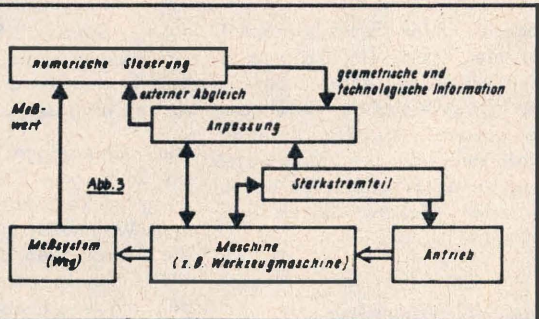 numerische Steuerung
geometrische und
technologische Information
externer Abgleich
Meß-
wert
Anpassung
Abb.3
Starkstromteil
Meßsystem
(Weg)
Maschine
(z.B. Werkzeugmaschine)
Antrieb